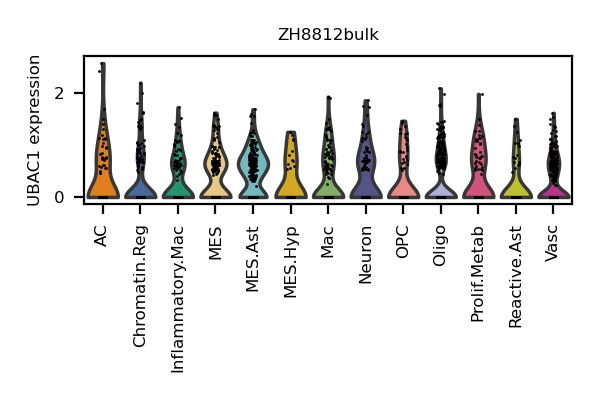 ZH8812bulk
UBAC1 expression
2
0
AC
Chromatin.Reg
Inflammatory.Mac
MES
MES.Ast
MES.Hyp
Mac
Neuron
OPC
Oligo
Prolif.Metab
Reactive.Ast
Vasc